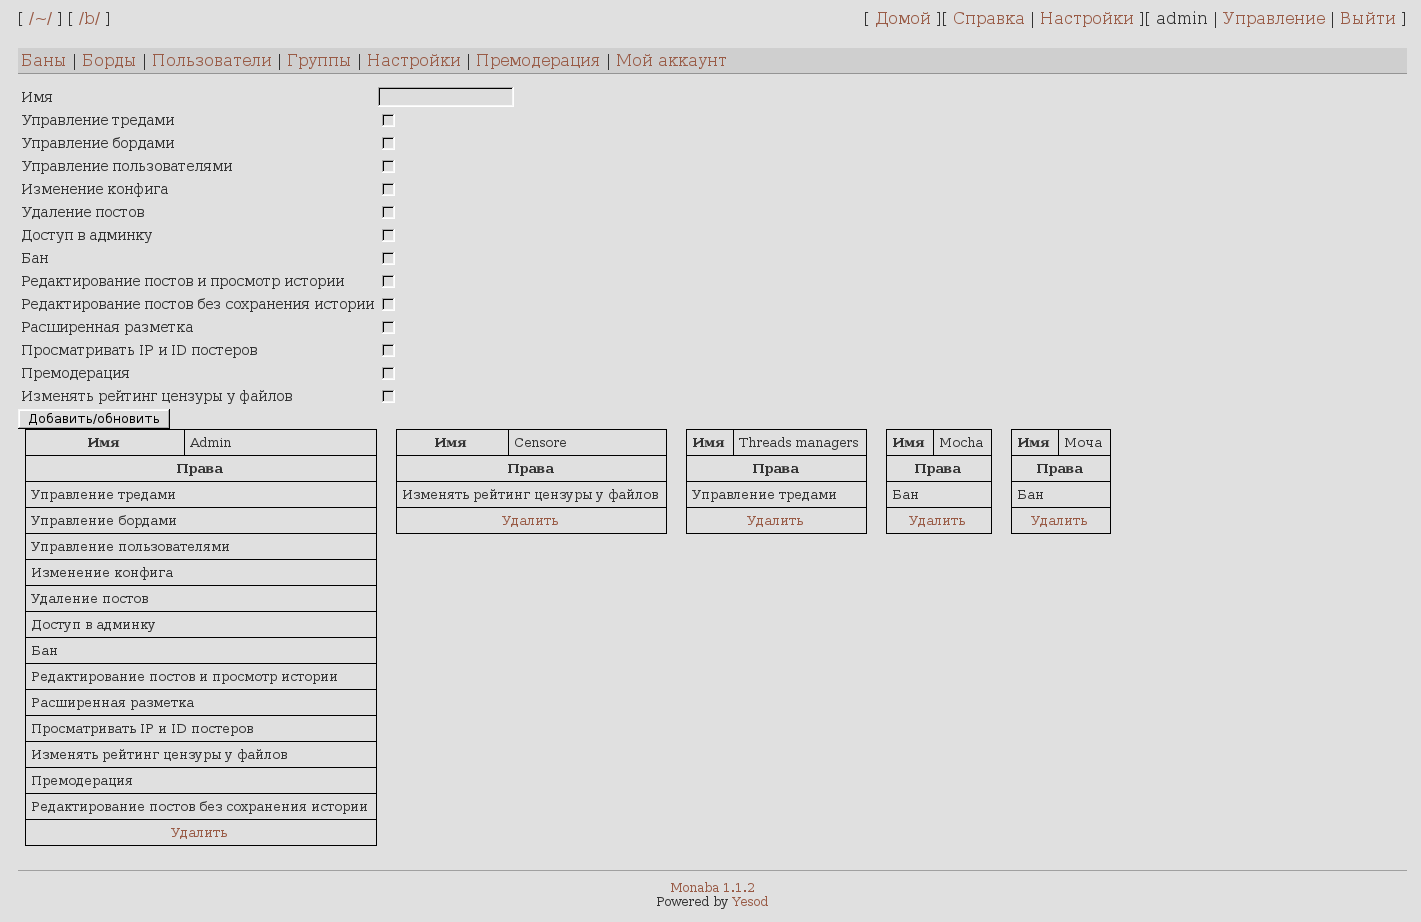 [ /~/ ] [ /b/ ] [ Домой ][ Справка | Настройки ][ admin | Управление | Выйти ]
Баны | Борды | Пользователи | Группы | Настройки | Премодерация | Мой аккаунт
Имя
Управление тредами
Управление бордами
Управление пользователями
Изменение конфига
Удаление постов
Доступ в админку
Бан
Редактирование постов и просмотр истории
Редактирование постов без сохранения истории
Расширенная разметка
Просматривать IP и ID постеров
Премодерация
Изменять рейтинг цензуры у файлов
Добавить/обновить
Имя Admin
Права
Управление тредами
Управление бордами
Управление пользователями
Изменение конфига
Удаление постов
Доступ в админку
Бан
Редактирование постов и просмотр истории
Расширенная разметка
Просматривать IP и ID постеров
Изменять рейтинг цензуры у файлов
Премодерация
Редактирование постов без сохранения истории
Удалить
Имя Censore
Права
Изменять рейтинг цензуры у файлов
Удалить
Имя Threads managers
Права
Управление тредами
Удалить
Имя Mocha
Права
Бан
Удалить
Имя Моча
Права
Бан
Удалить
Monaba 1.1.2
Powered by Yesod